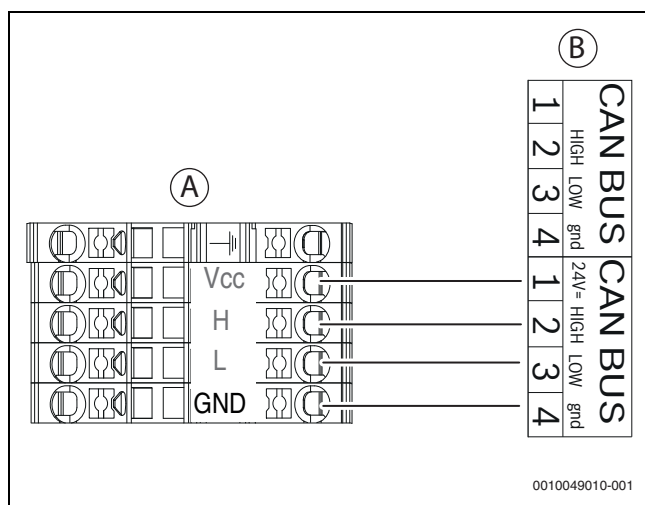 B
A
1 2 3 4
HIGH LOW gnd
CAN BUS
1 2 3 4
24V= HIGH LOW gnd
CAN BUS
Vcc
H
L
GND
0010049010-001